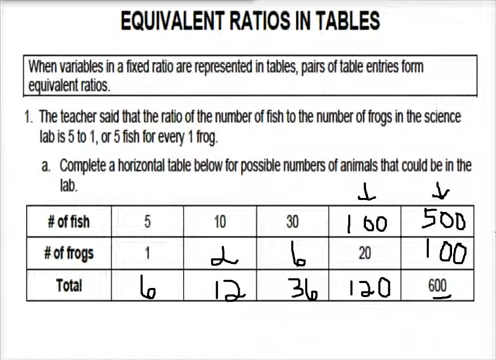 EQUIVALENT RATIOS IN TABLES
When variables in a fixed ratio are represented in tables, pairs of table entries form
equivalent ratios.
1. The teacher said that the ratio of the number of fish to the number of frogs in the science
lab is 5 to 1, or 5 fish for every 1 frog.
a. Complete a horizontal table below for possible numbers of animals that could be in the
lab.
# of fish 5 10 30 100 500
# of frogs 1 2 6 20 100
Total 6 12 36 120 600